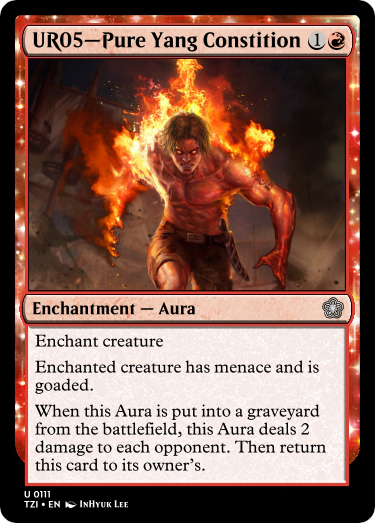 UR05—Pure Yang Constition 1
Enchantment — Aura
Enchant creature
Enchanted creature has menace and is
goaded.
When this Aura is put into a graveyard
from the battlefield, this Aura deals 2
damage to each opponent. Then return
this card to its owner’s.
U 0111
TZI • EN InHyuk Lee